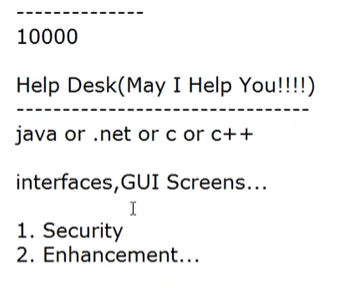 --------------
10000
Help Desk(May I Help You!!!!)
-------------------------------
java or .net or c or c++
interfaces,GUI Screens...
1. Security
2. Enhancement...